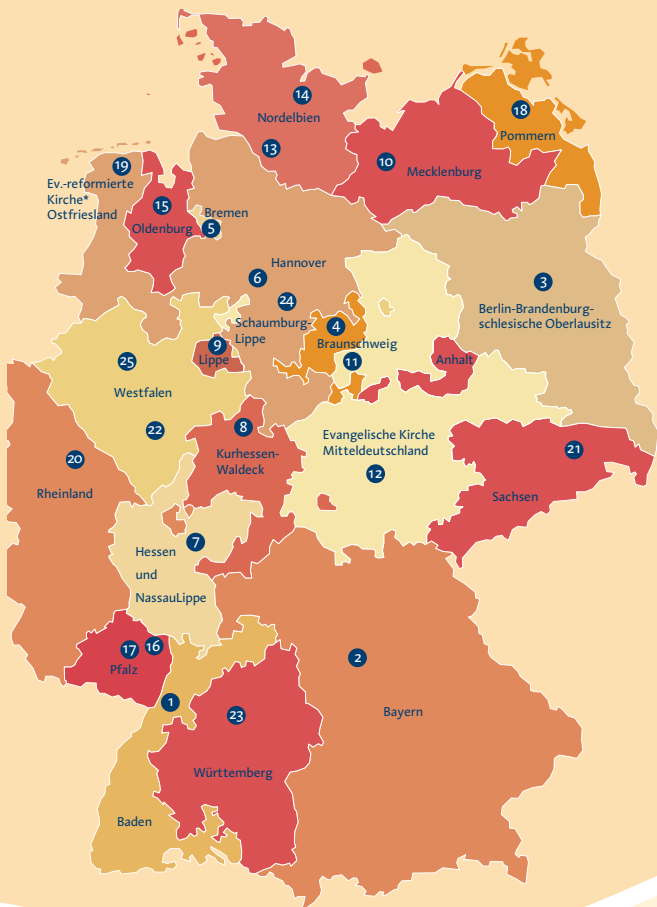 14
Nordelbien
13
18
Pommern
10
Mecklenburg
19
Ev.-reformierte
Kirche*
Ostfriesland
15
Oldenburg
Bremen
5
Hannover
6
24
Schaumburg-
Lippe
3
Berlin-Brandenburg-
schlesische Oberlausitz
4
Braunschweig
11
9
Lippe
Anhalt
25
Westfalen
22
8
Kurhessen-
Waldeck
Evangelische Kirche
Mitteldeutschland
12
21
Sachsen
20
Rheinland
7
Hessen
und
NassauLippe
17
16
Pfalz
2
Bayern
1
23
Württemberg
Baden